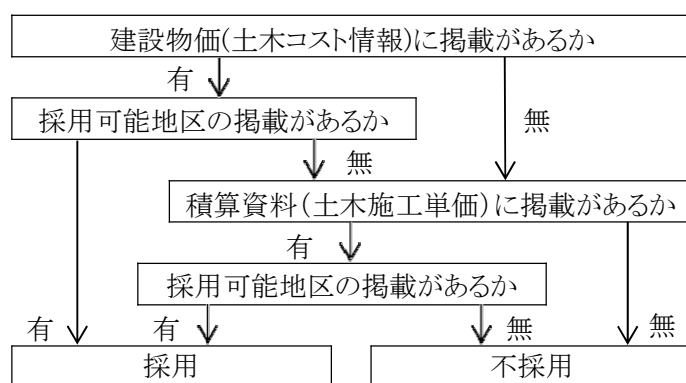 建設物価(土木コスト情報)に掲載があるか
有
採用可能地区の掲載があるか
無
無
積算資料(土木施工単価)に掲載があるか
有
採用可能地区の掲載があるか
有
有
無
無
採用
不採用